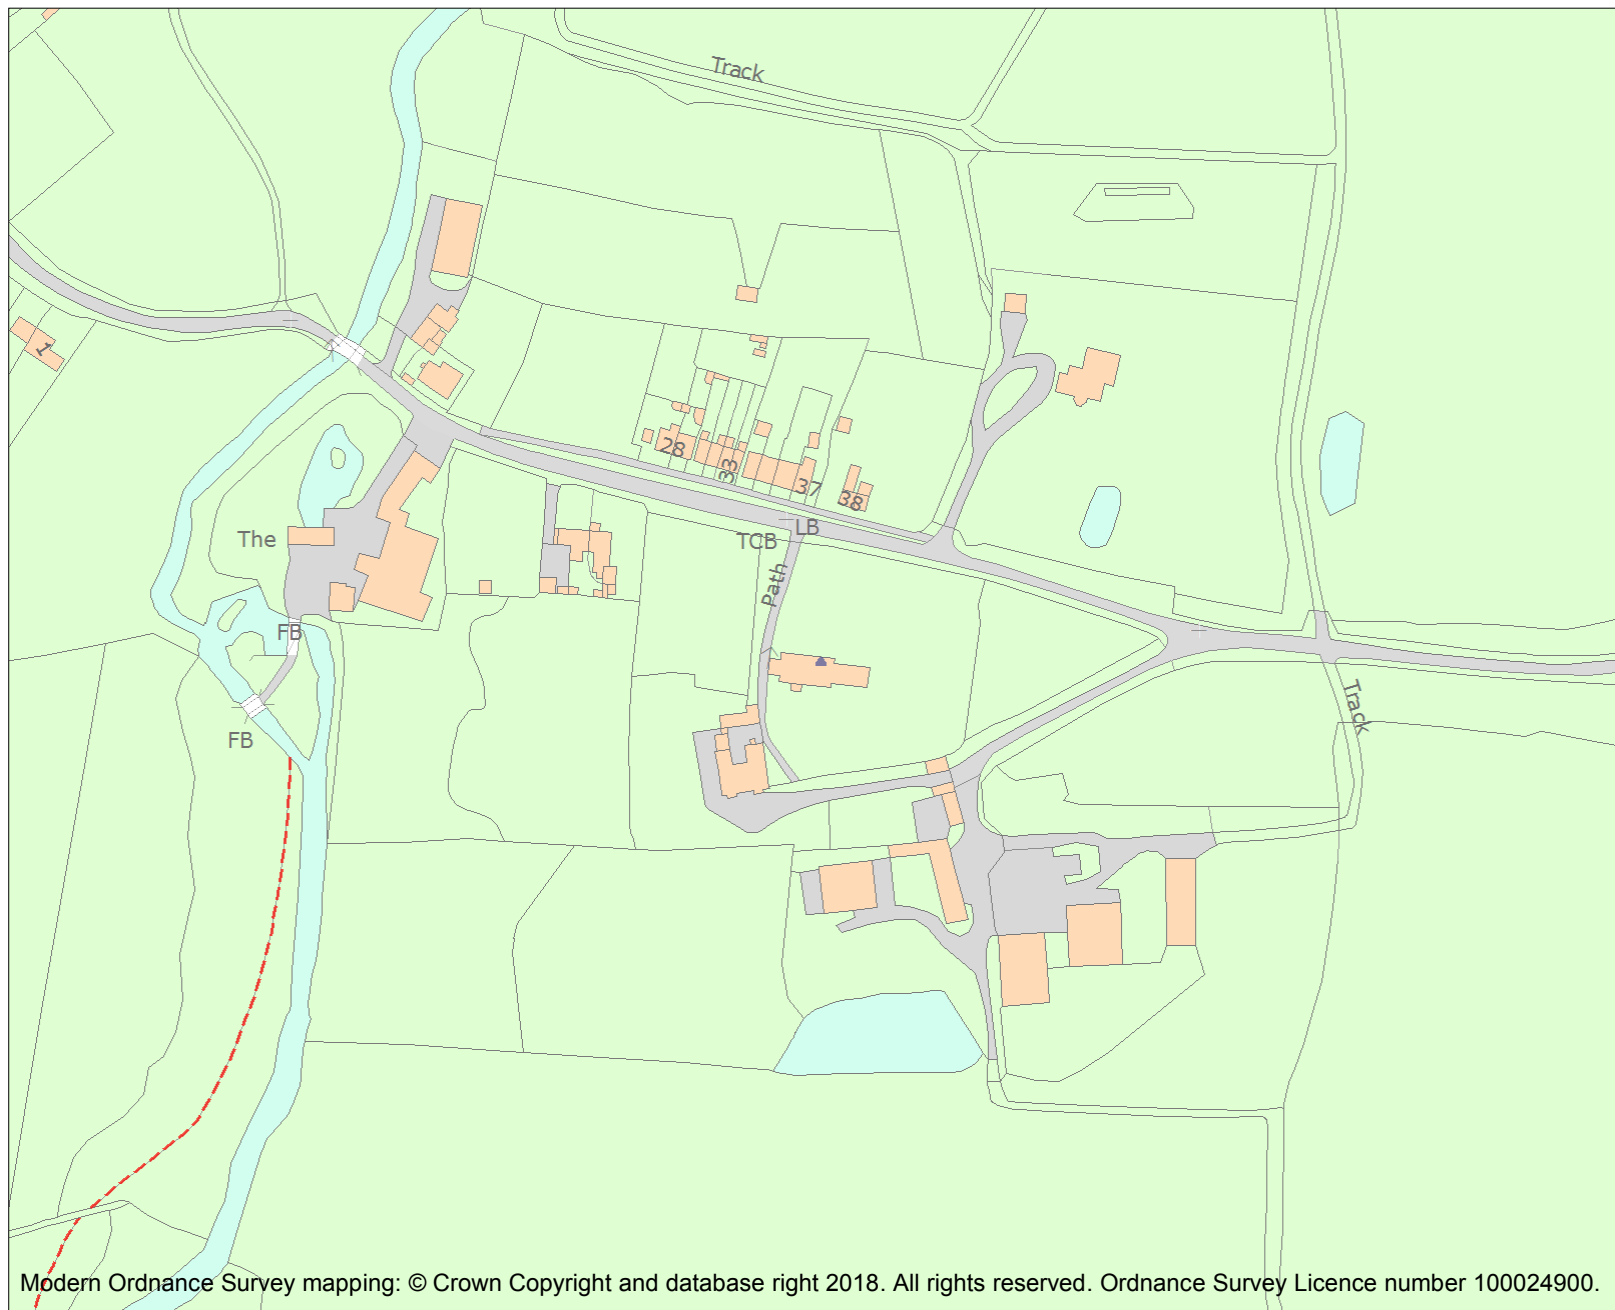 Track
1
28
33
37
38
LB
TCB
The
Path
FB
FB
Track
Modern Ordnance Survey mapping: © Crown Copyright and database right 2018. All rights reserved. Ordnance Survey Licence number 100024900.